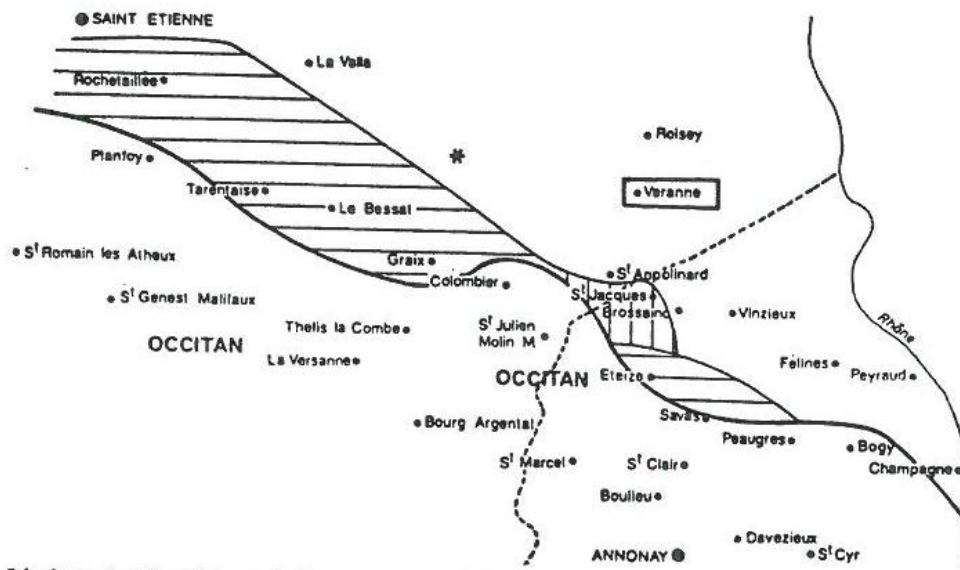 SAINT ETIENNE
La Valla
Rochetaillée
Roisey
Planfoy
*
Tarentaise
Le Bessat
Veranne
St Romain les Atheux
Graix
St Appolinard
Colombier
St Jacques
St Genest Malifaux
Brossainc
Vinzieux
Rhône
Thelis la Combe
St Julien
Molin M
OCCITAN
La Versanne
OCCITAN
Eteize
Félines
Peyraud
Savas
Bourg Argental
Peaugres
Bogy
St Marcel
St Clair
Champagne
Boulieu
Davezieux
ANNONAY
St Cyr